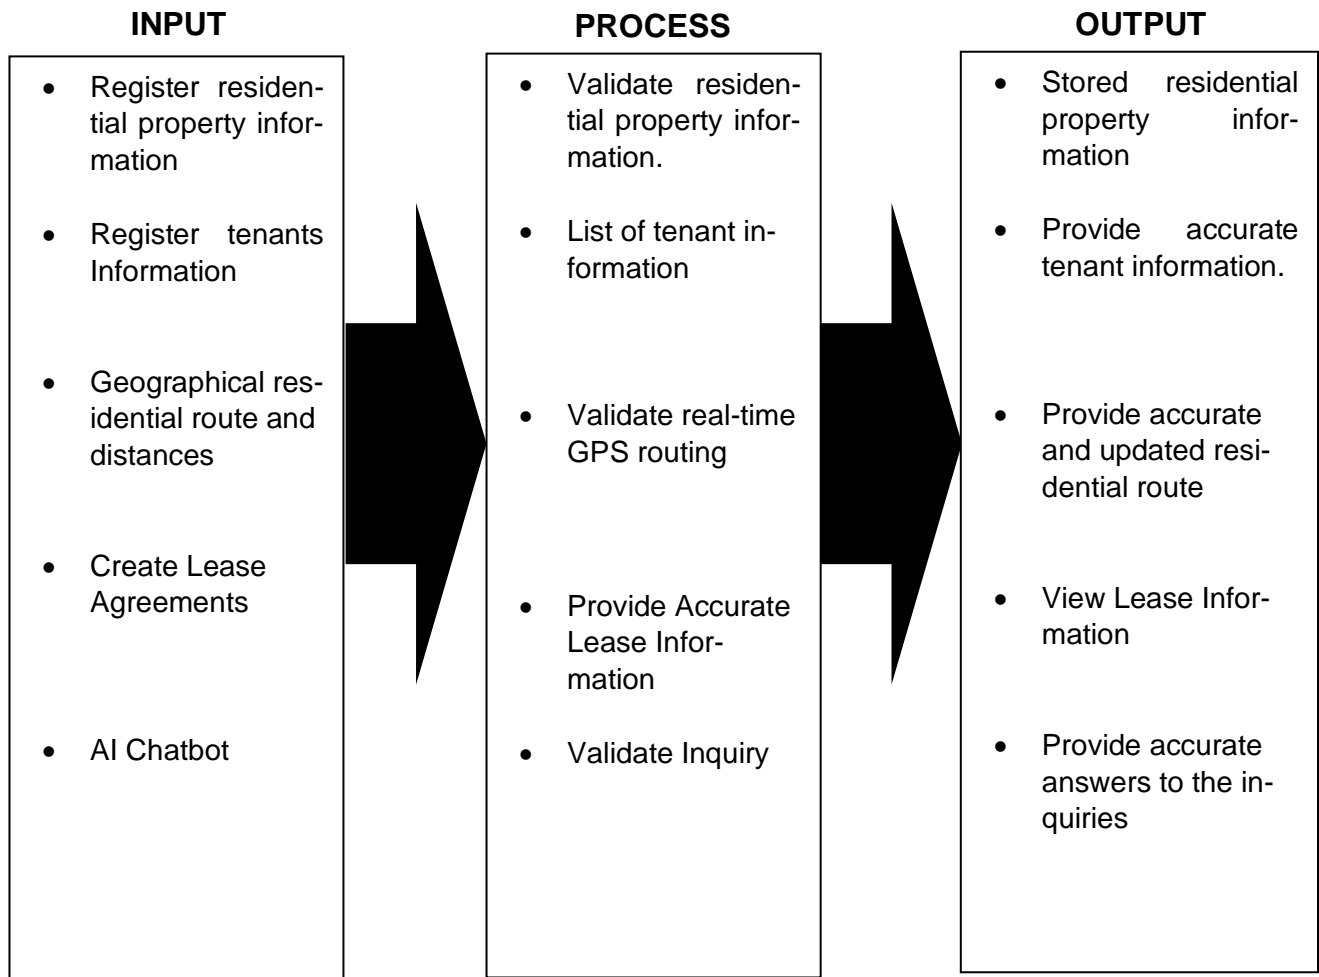 INPUT
Register residen-
tial property infor-
mation
Register tenants
Information
Geographical res-
idential route and
distances
Create Lease
Agreements
AI Chatbot
PROCESS
Validate residen-
tial property infor-
mation.
List of tenant in-
formation
Validate real-time
GPS routing
Provide Accurate
Lease Infor-
mation
Validate Inquiry
OUTPUT
Stored residential
property infor-
mation
Provide accurate
tenant information.
Provide accurate
and updated resi-
dential route
View Lease Infor-
mation
Provide accurate
answers to the in-
quiries